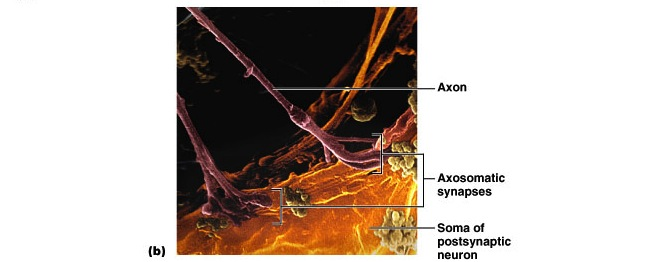 Axon
Axosomatic
synapses
Soma of
postsynaptic
neuron
(b)